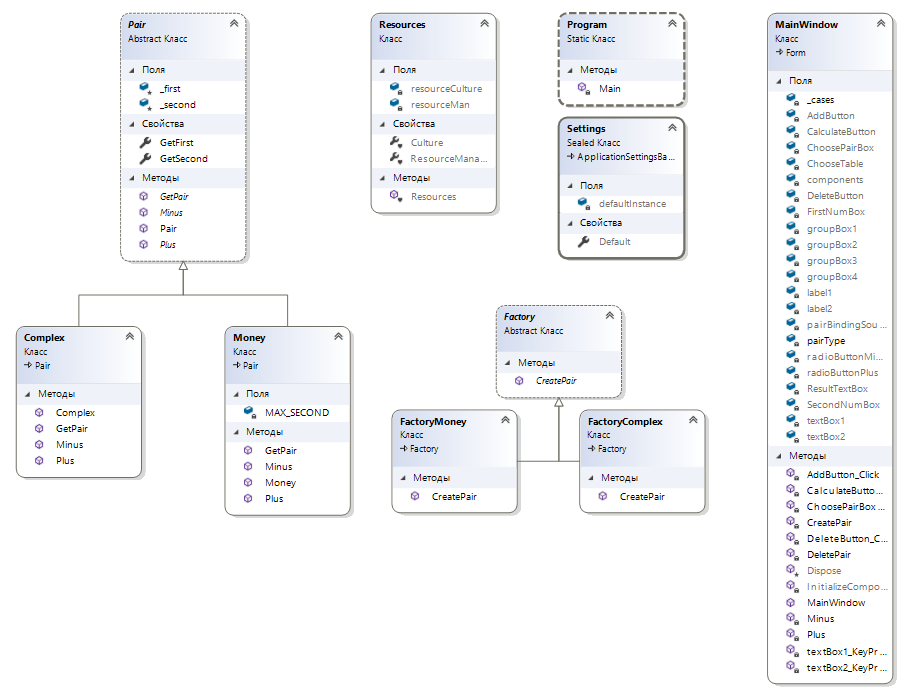 Pair
Abstract Класс
Поля
_first
_second
Свойства
GetFirst
GetSecond
Методы
GetPair
Minus
Pair
Plus
Resources
Класс
Поля
resourceCulture
resourceMan
Свойства
Culture
ResourceMana...
Методы
Resources
Program
Static Класс
Методы
Main
Settings
Sealed Класс
ApplicationSettingsBa...
Поля
defaultInstance
Свойства
Default
MainWindow
Класс
Form
Поля
_cases
AddButton
CalculateButton
ChoosePairBox
ChooseTable
components
DeleteButton
FirstNumBox
groupBox1
groupBox2
groupBox3
groupBox4
label1
label2
pairBindingSou...
pairType
radioButtonMi...
radioButtonPlus
ResultTextBox
SecondNumBox
textBox1
textBox2
Методы
AddButton_Click
CalculateButto...
ChoosePairBox...
CreatePair
DeleteButton_C...
DeletePair
Dispose
InitializeCompo...
MainWindow
Minus
Plus
textBox1_KeyPr...
textBox2_KeyPr...
Complex
Класс
Pair
Методы
Complex
GetPair
Minus
Plus
Money
Класс
Pair
Поля
MAX_SECOND
Методы
GetPair
Minus
Money
Plus
Factory
Abstract Класс
Методы
CreatePair
FactoryMoney
Класс
Factory
Методы
CreatePair
FactoryComplex
Класс
Factory
Методы
CreatePair